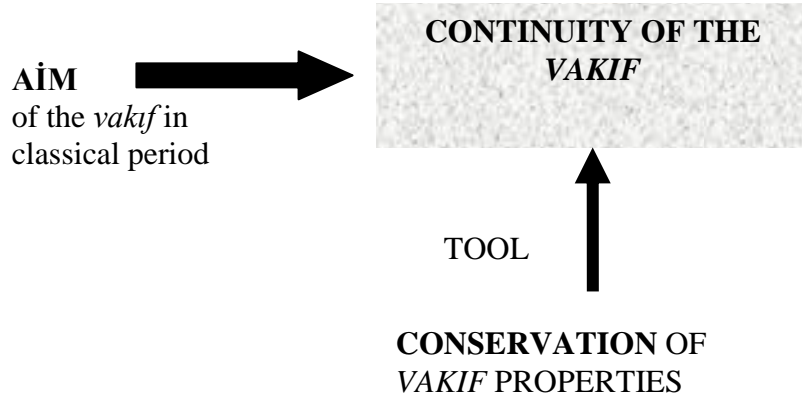 CONTINUITY OF THE
VAKIF
AİM
of the vakıf in
classical period
TOOL
CONSERVATION OF
VAKIF PROPERTIES